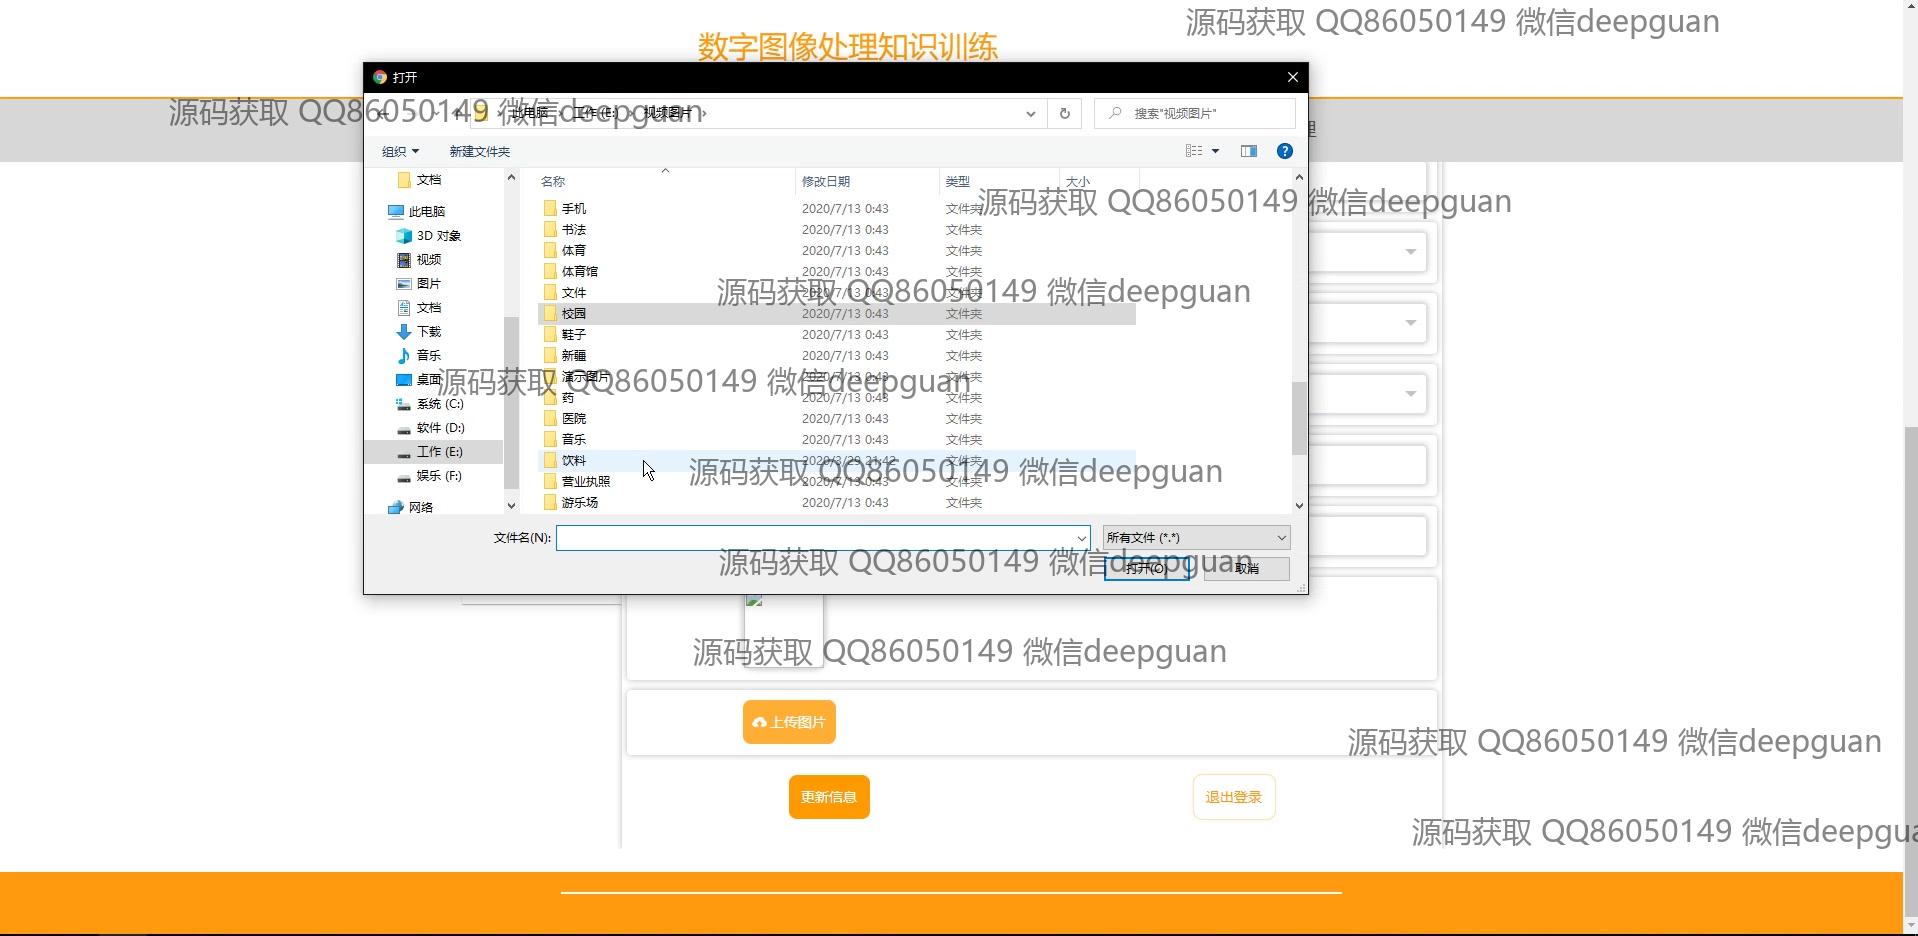 源码获取 QQ86050149 微信deepguan
数字图像处理知识训练
打开
源码获取 QQ86050149 微信deepguan
此电脑 工作 (E:) 视频图片
搜索"视频图片"
理
组织
新建文件夹
文档
此电脑
3D 对象
视频
图片
文档
下载
音乐
桌面
系统 (C:)
软件 (D:)
工作 (E:)
娱乐 (F:)
网络
名称 修改日期 类型 大小
源码获取 QQ86050149 微信deepguan
手机 2020/7/13 0:43 文件夹
书法 2020/7/13 0:43 文件夹
体育 2020/7/13 0:43 文件夹
体育馆 2020/7/13 0:43 文件夹
文件 2020/7/13 0:43 文件夹
源码获取 QQ86050149 微信deepguan
校园 2020/7/13 0:43 文件夹
鞋子 2020/7/13 0:43 文件夹
新疆 2020/7/13 0:43 文件夹
演示图片 2020/7/13 0:43 文件夹
源码获取 QQ86050149 微信deepguan
药 2020/7/13 0:43 文件夹
医院 2020/7/13 0:43 文件夹
音乐 2020/7/13 0:43 文件夹
饮料 2020/3/29 21:42 文件夹
源码获取 QQ86050149 微信deepguan
营业执照 2020/7/13 0:43 文件夹
游乐场 2020/7/13 0:43 文件夹
文件名(N):
所有文件 (*.*)
源码获取 QQ86050149 微信deepguan
打开(O)
取消
源码获取 QQ86050149 微信deepguan
上传图片
源码获取 QQ86050149 微信deepguan
更新信息
退出登录
源码获取 QQ86050149 微信deepgua